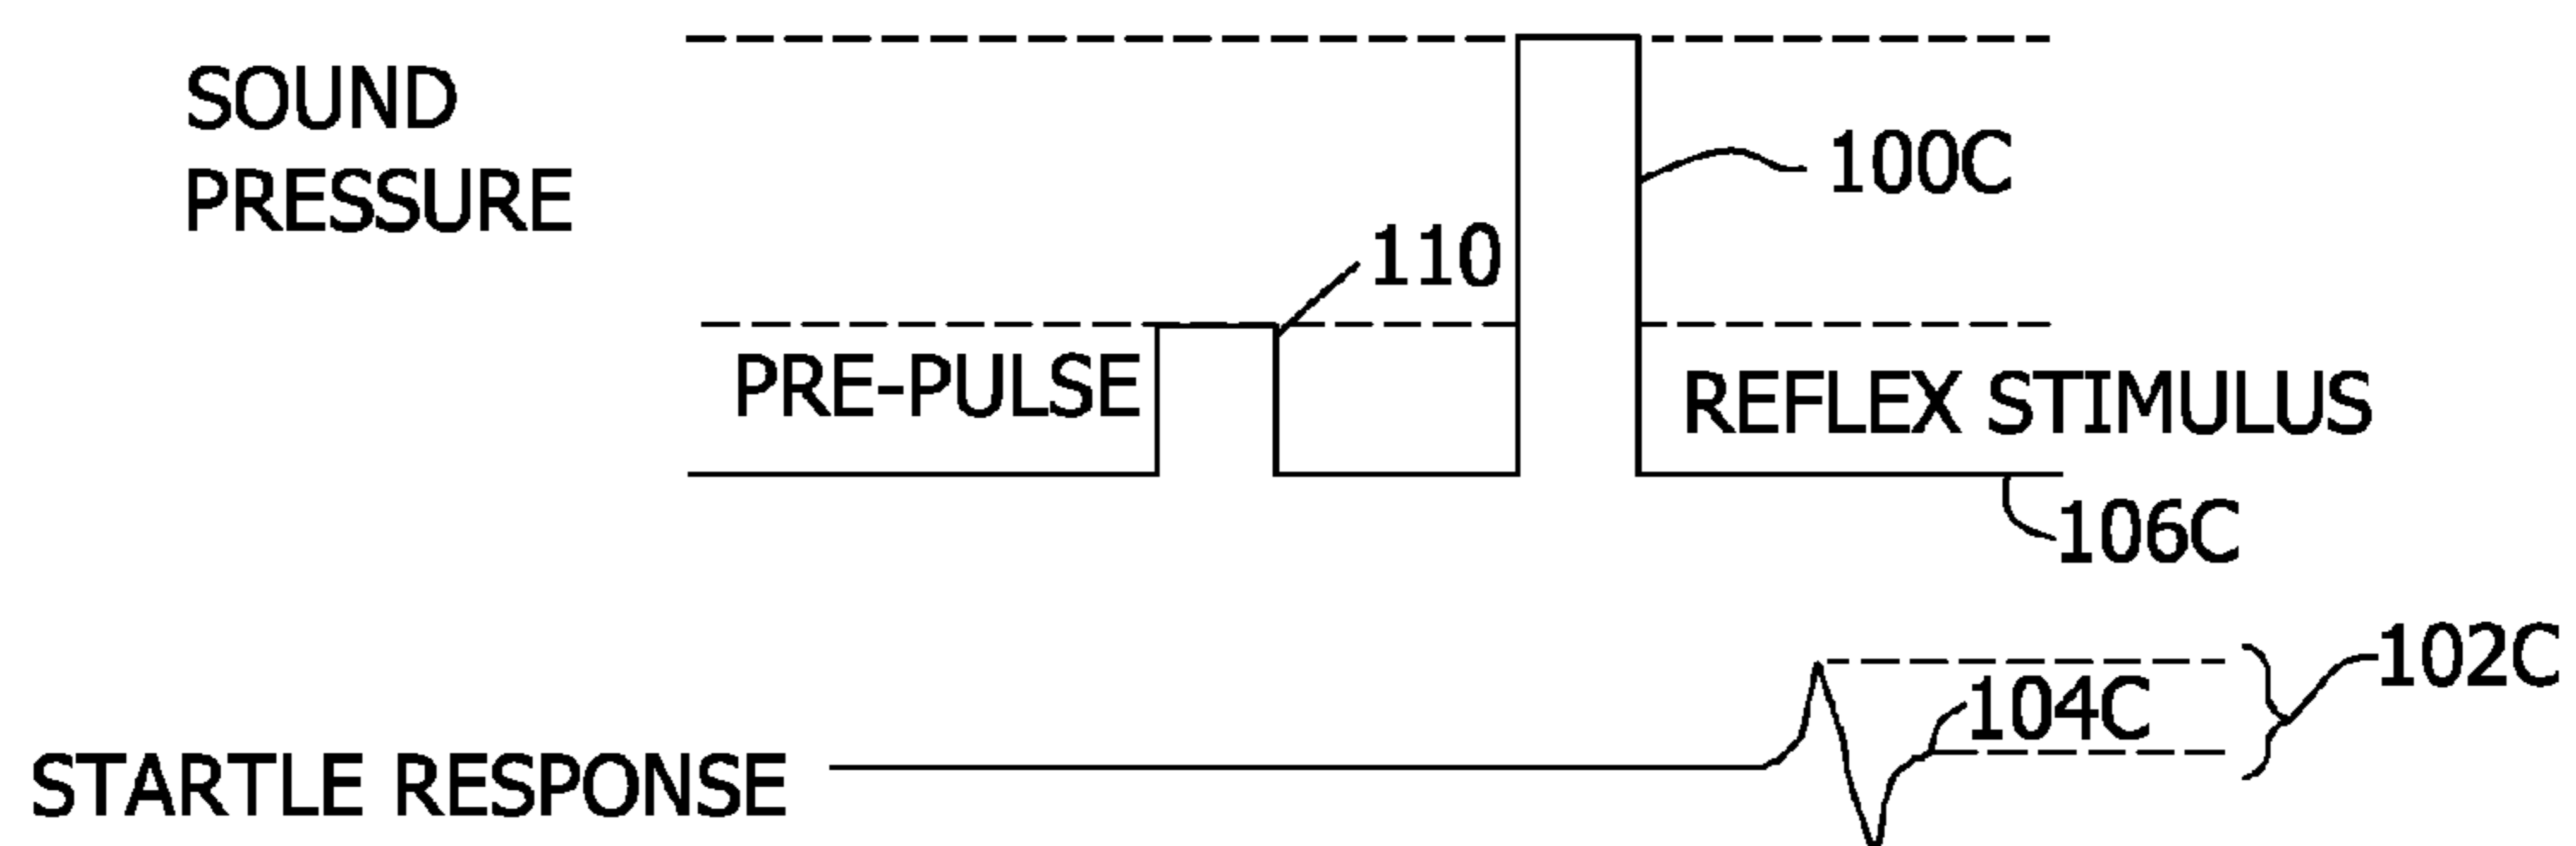 SOUND
PRESSURE
100C
110
PRE-PULSE
REFLEX STIMULUS
106C
102C
104C
STARTLE RESPONSE